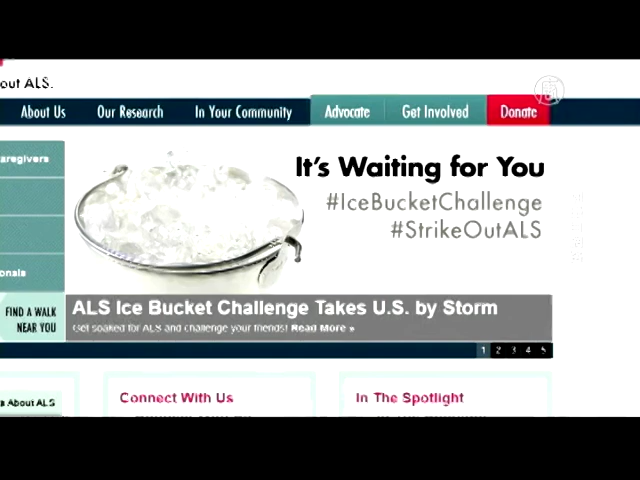 out ALS.
About Us Our Research In Your Community Advocate Get Involved Donate
aregivers
It's Waiting for You
#IceBucketChallenge
#StrikeOutALS
onals
FIND A WALK
NEAR YOU
ALS Ice Bucket Challenge Takes U.S. by Storm
Get soaked for ALS and challenge your friends! Read More »
1 2 3 4 5
About ALS
Connect With Us
In The Spotlight